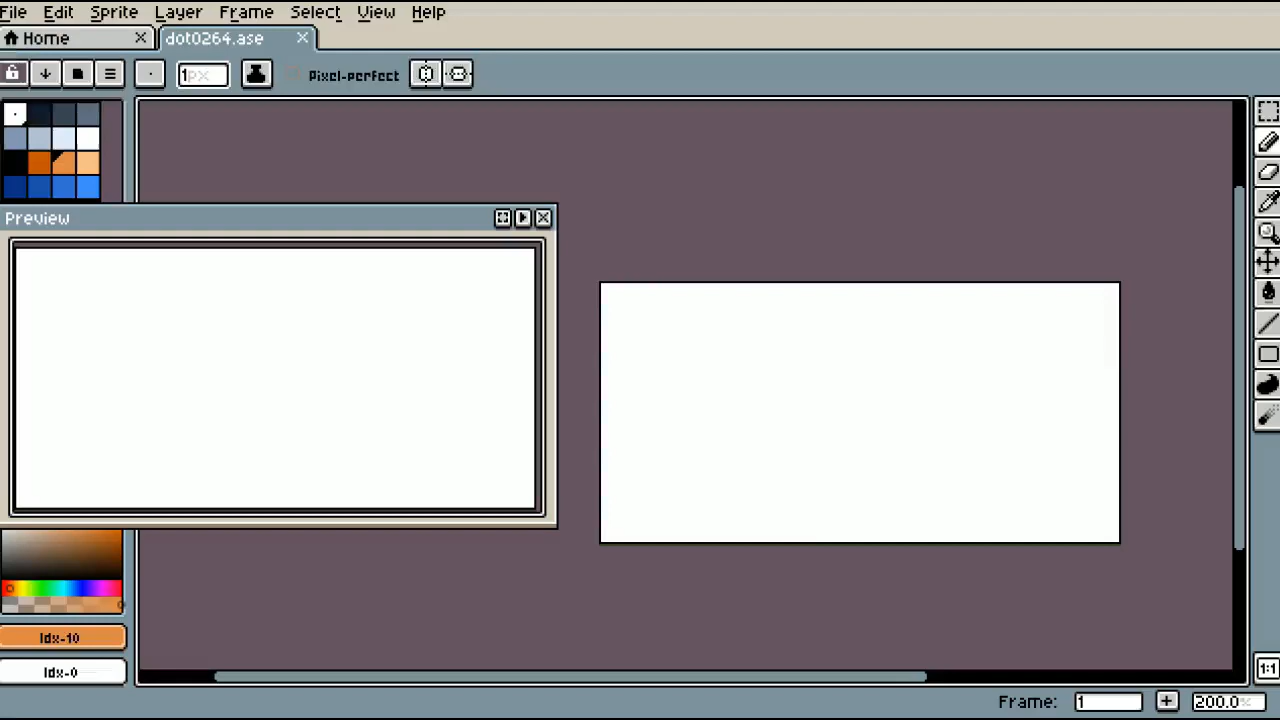 File Edit Sprite Layer Frame Select View Help
Home dot0264.ase
1px Pixel-perfect
Preview
Idx-10
Idx-0
1:1
Frame: 1 200.0%